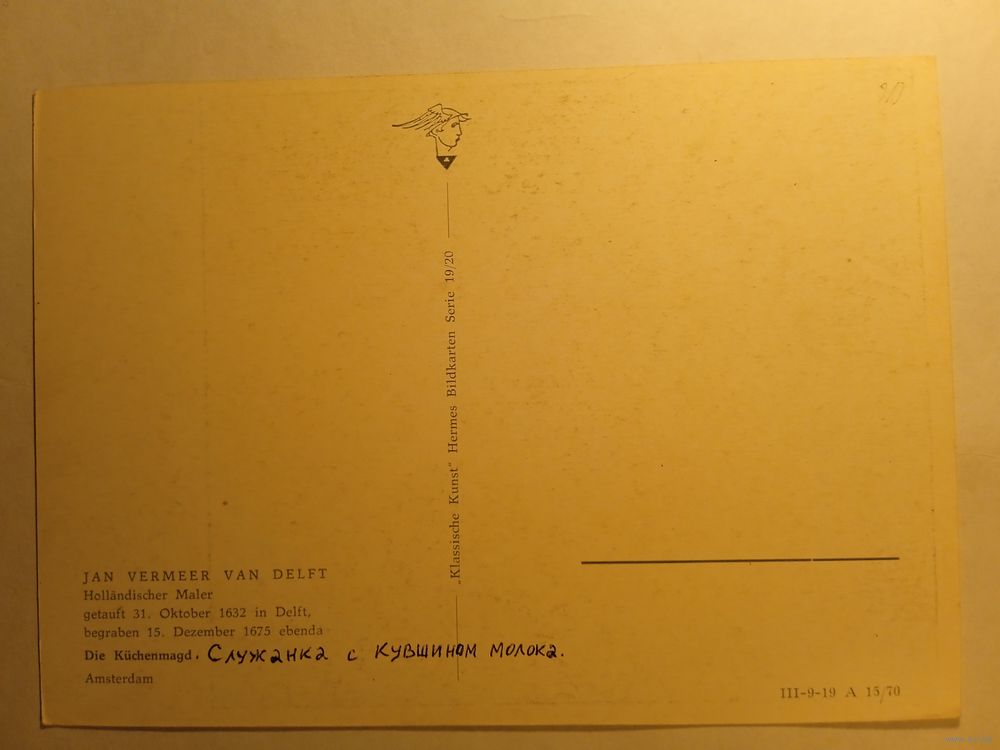 „Klassische Kunst“ Hermes Bildkarten Serie 19/20
JAN VERMEER VAN DELFT
Holländischer Maler
getauft 31. Oktober 1632 in Delft,
begraben 15. Dezember 1675 ebenda
Die Küchenmagd. Служанка с кувшином молока.
Amsterdam
III-9-19 A 15/70